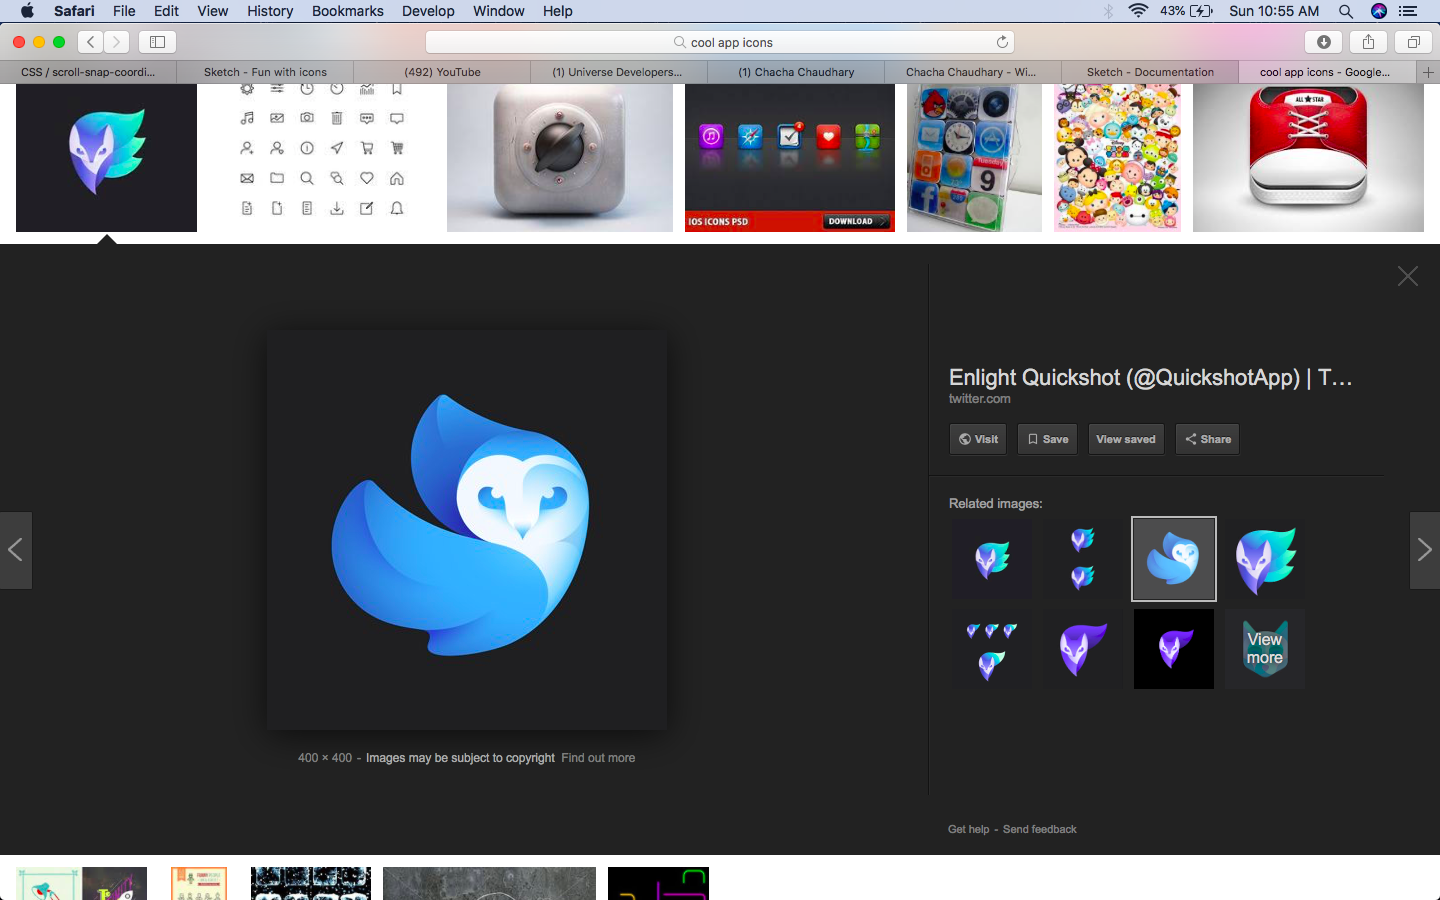 Safari File Edit View History Bookmarks Develop Window Help 43% Sun 10:55 AM
cool app icons
CSS / scroll-snap-coordi... Sketch - Fun with icons (492) YouTube (1) Universe Developers... (1) Chacha Chaudhary Chacha Chaudhary - Wi... Sketch - Documentation cool app icons - Google...
ALL ★ STAR
Tuesday
9
IOS ICONS PSD DOWNLOAD
Enlight Quickshot (@QuickshotApp) | T...
twitter.com
Visit Save View saved Share
Related images:
View
more
400 × 400 - Images may be subject to copyright Find out more
Get help - Send feedback